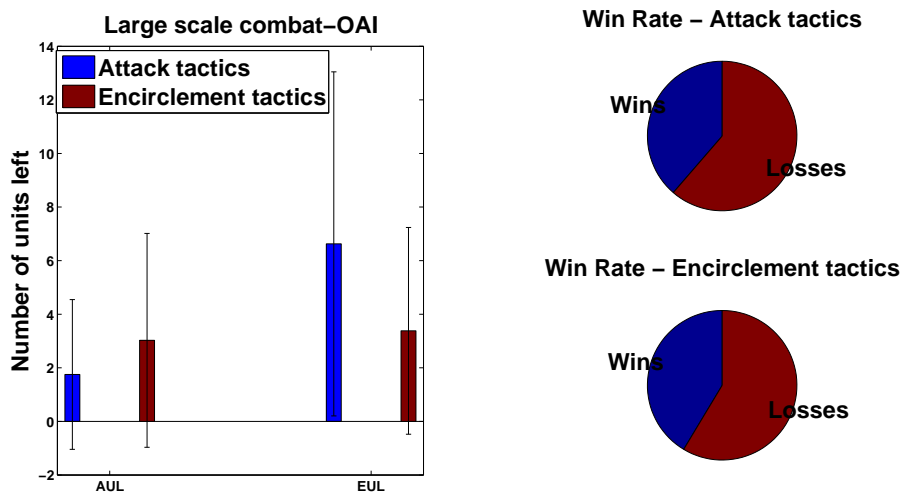 Large scale combat–OAI
14
12
10
8
6
4
2
0
−2
Number of units left
Attack tactics
Encirclement tactics
AUL
EUL
Win Rate − Attack tactics
Wins
Losses
Win Rate − Encirclement tactics
Wins
Losses